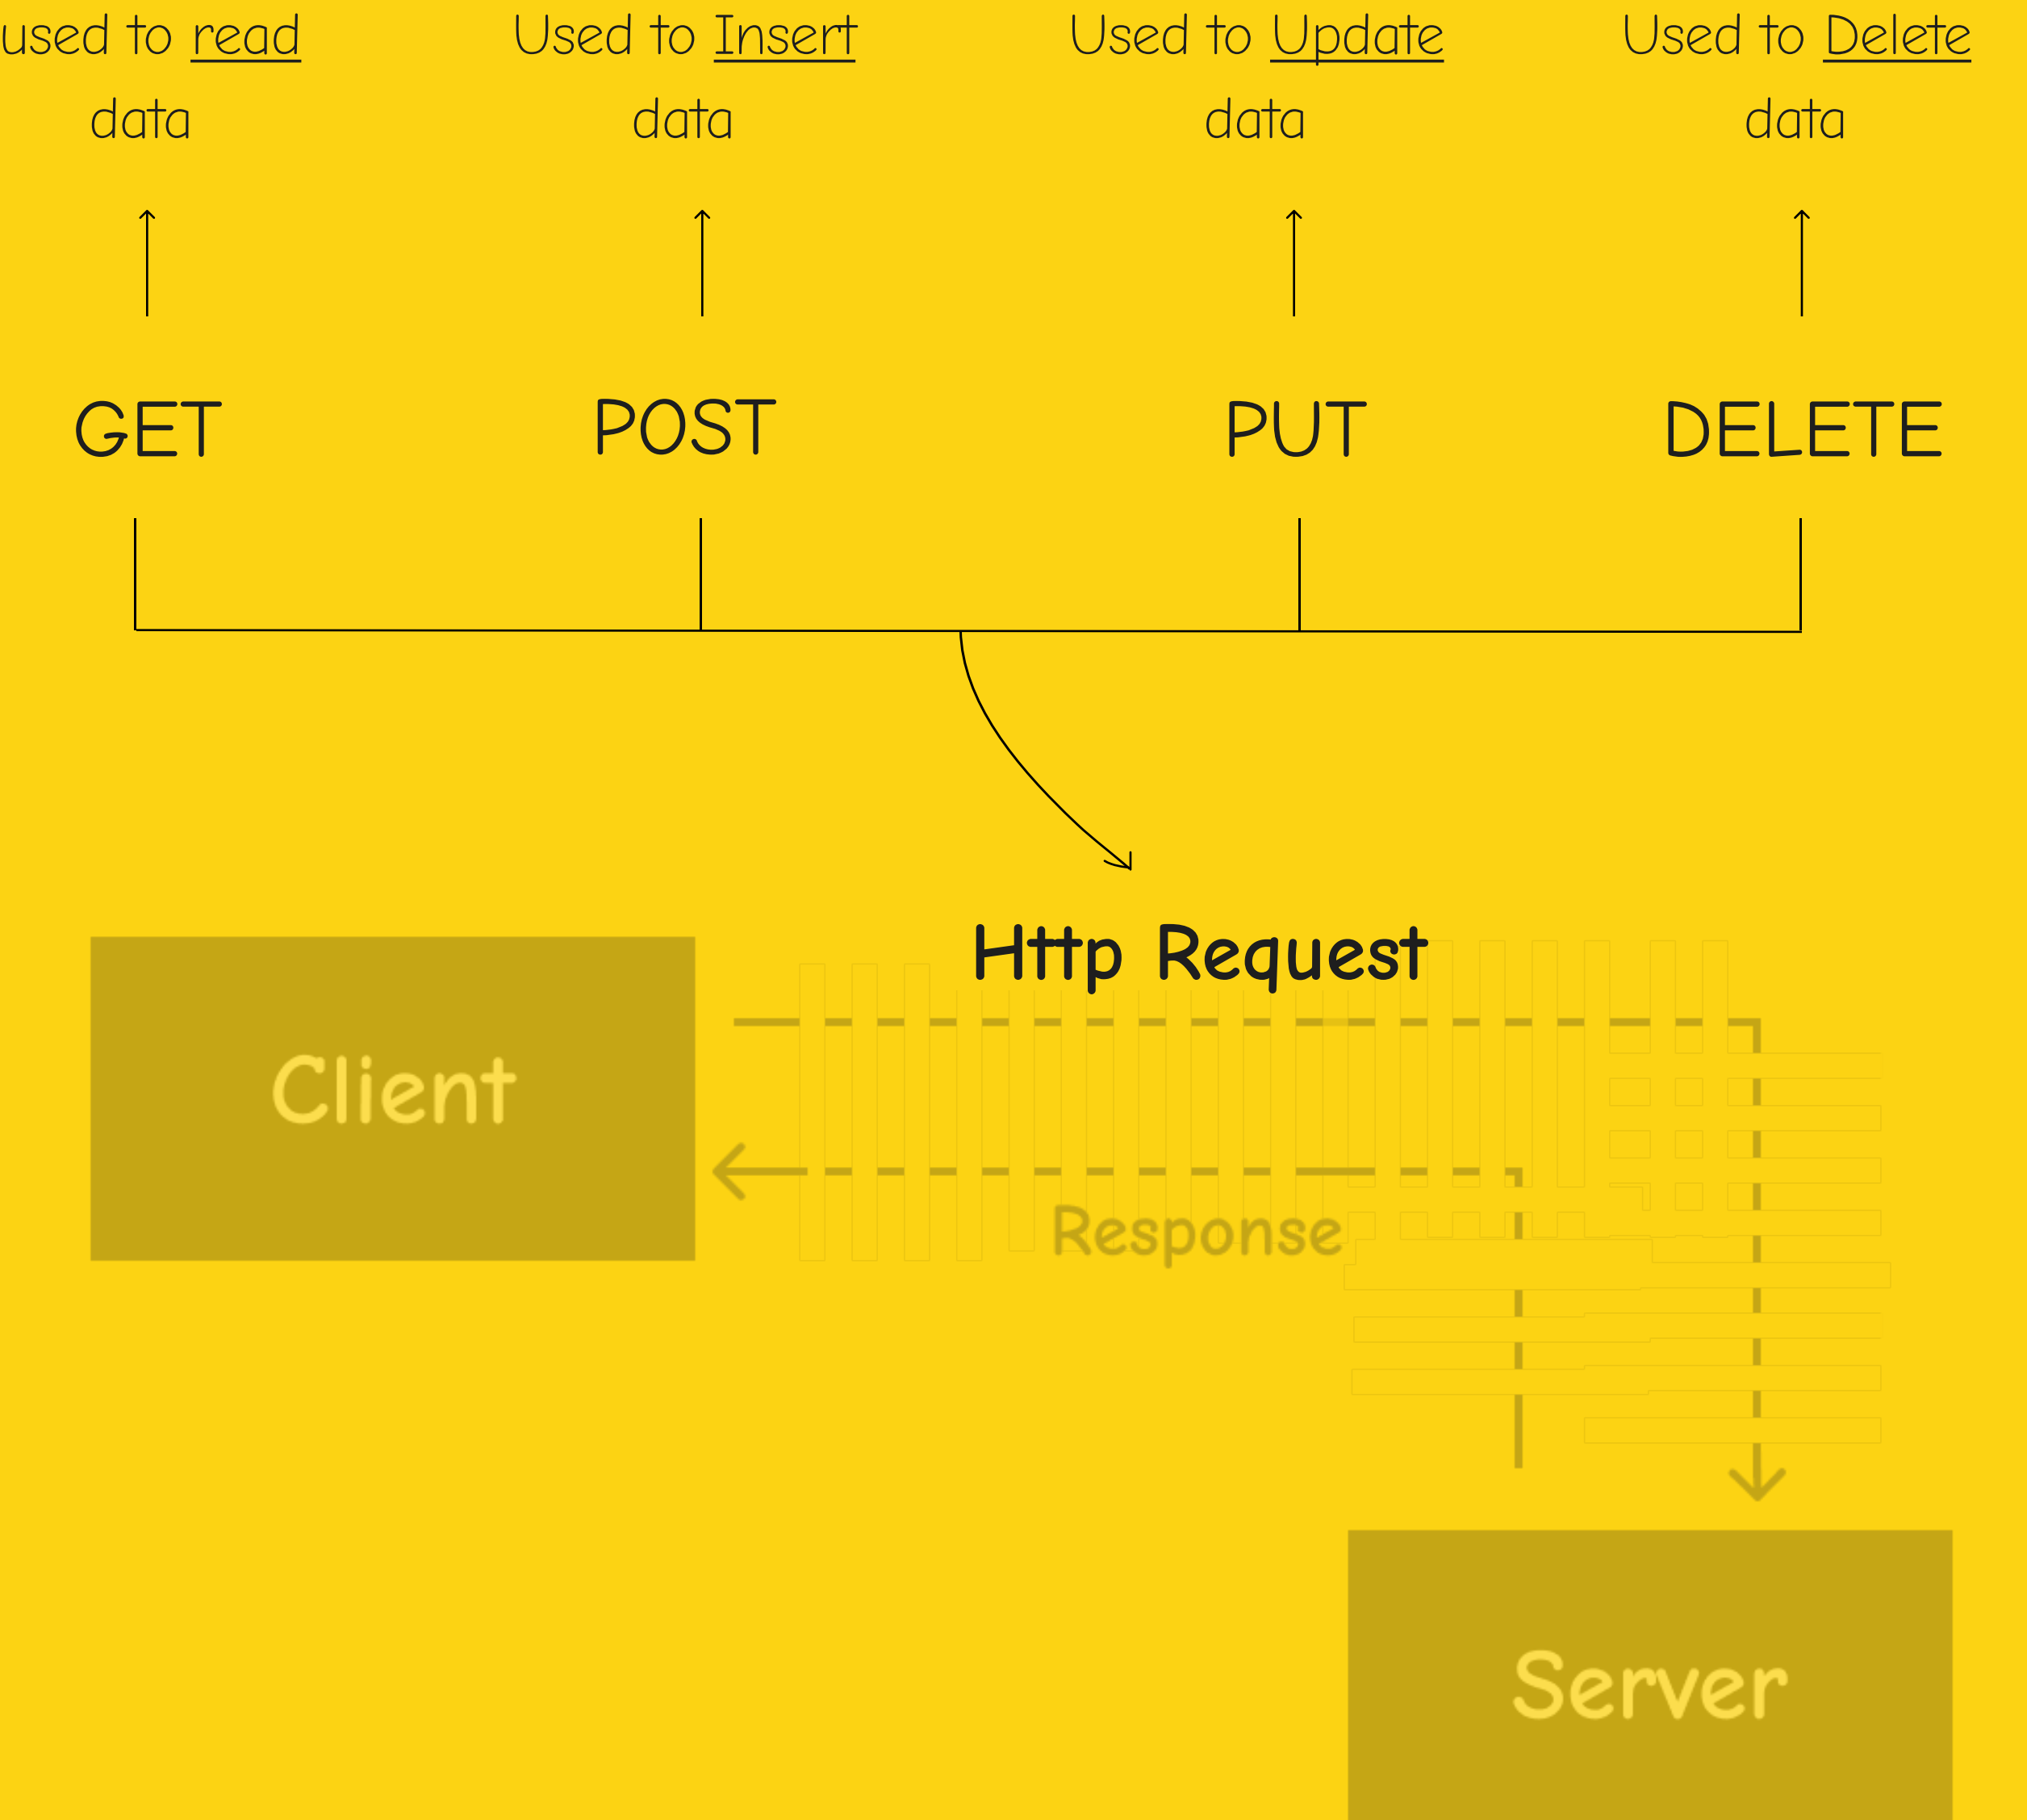 used to read
data
Used to Insert
data
Used to Update
data
Used to Delete
data
GET
POST
PUT
DELETE
Http Request
Client
Response
Server